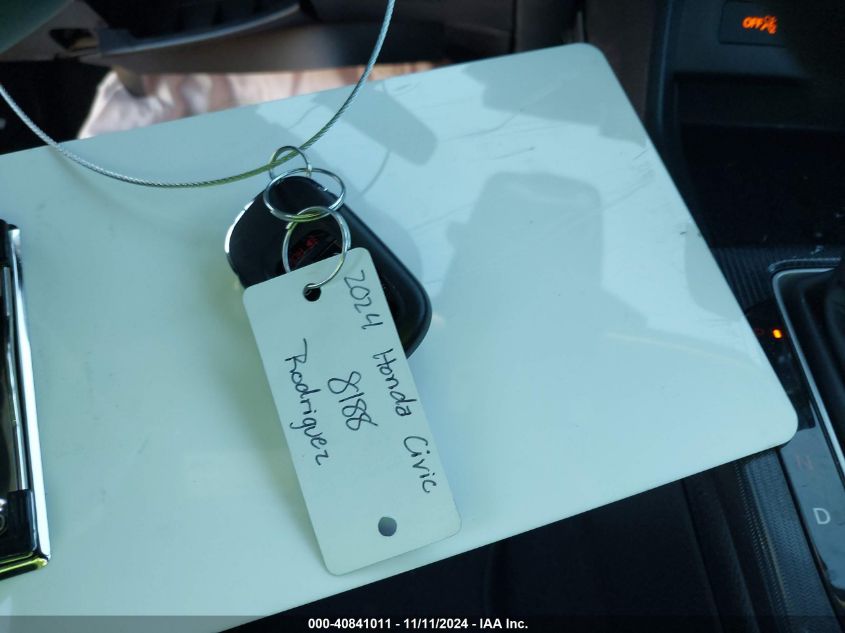 OFF
2024 Honda Civic
8188
Rodriguez
N
D
000-40841011 - 11/11/2024 - IAA Inc.